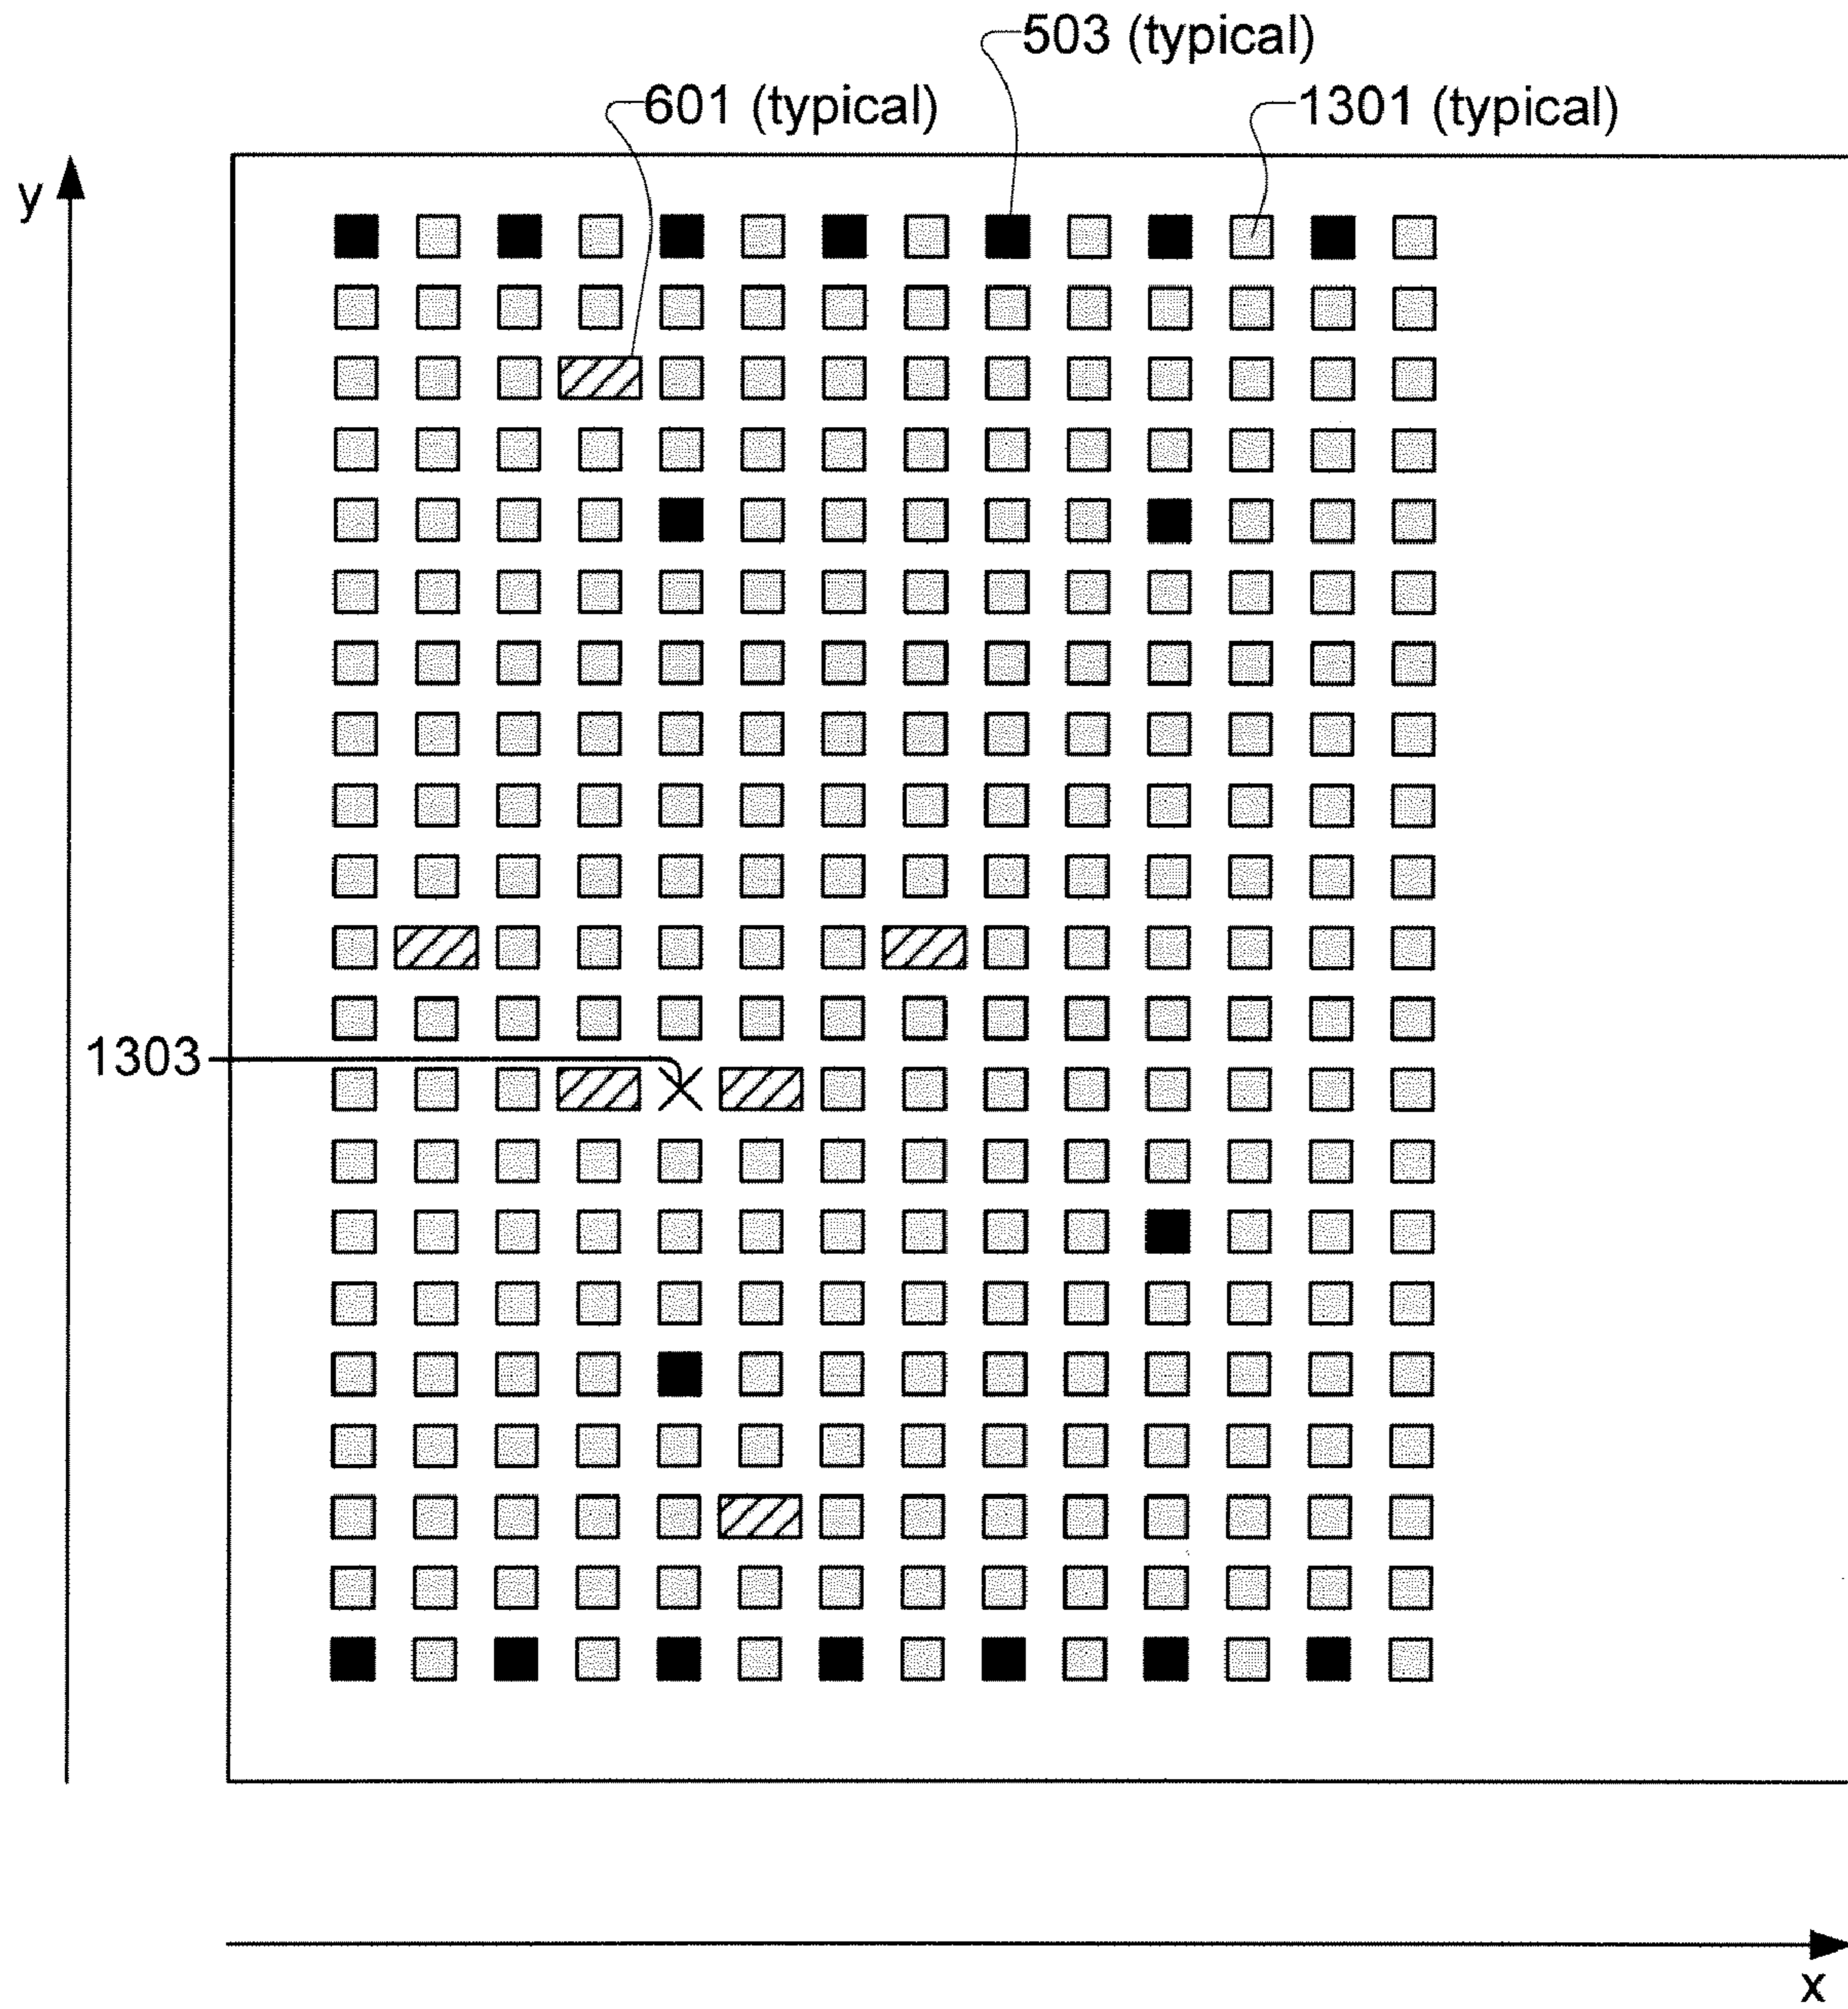 503 (typical)
601 (typical)
1301 (typical)
y
1303
x